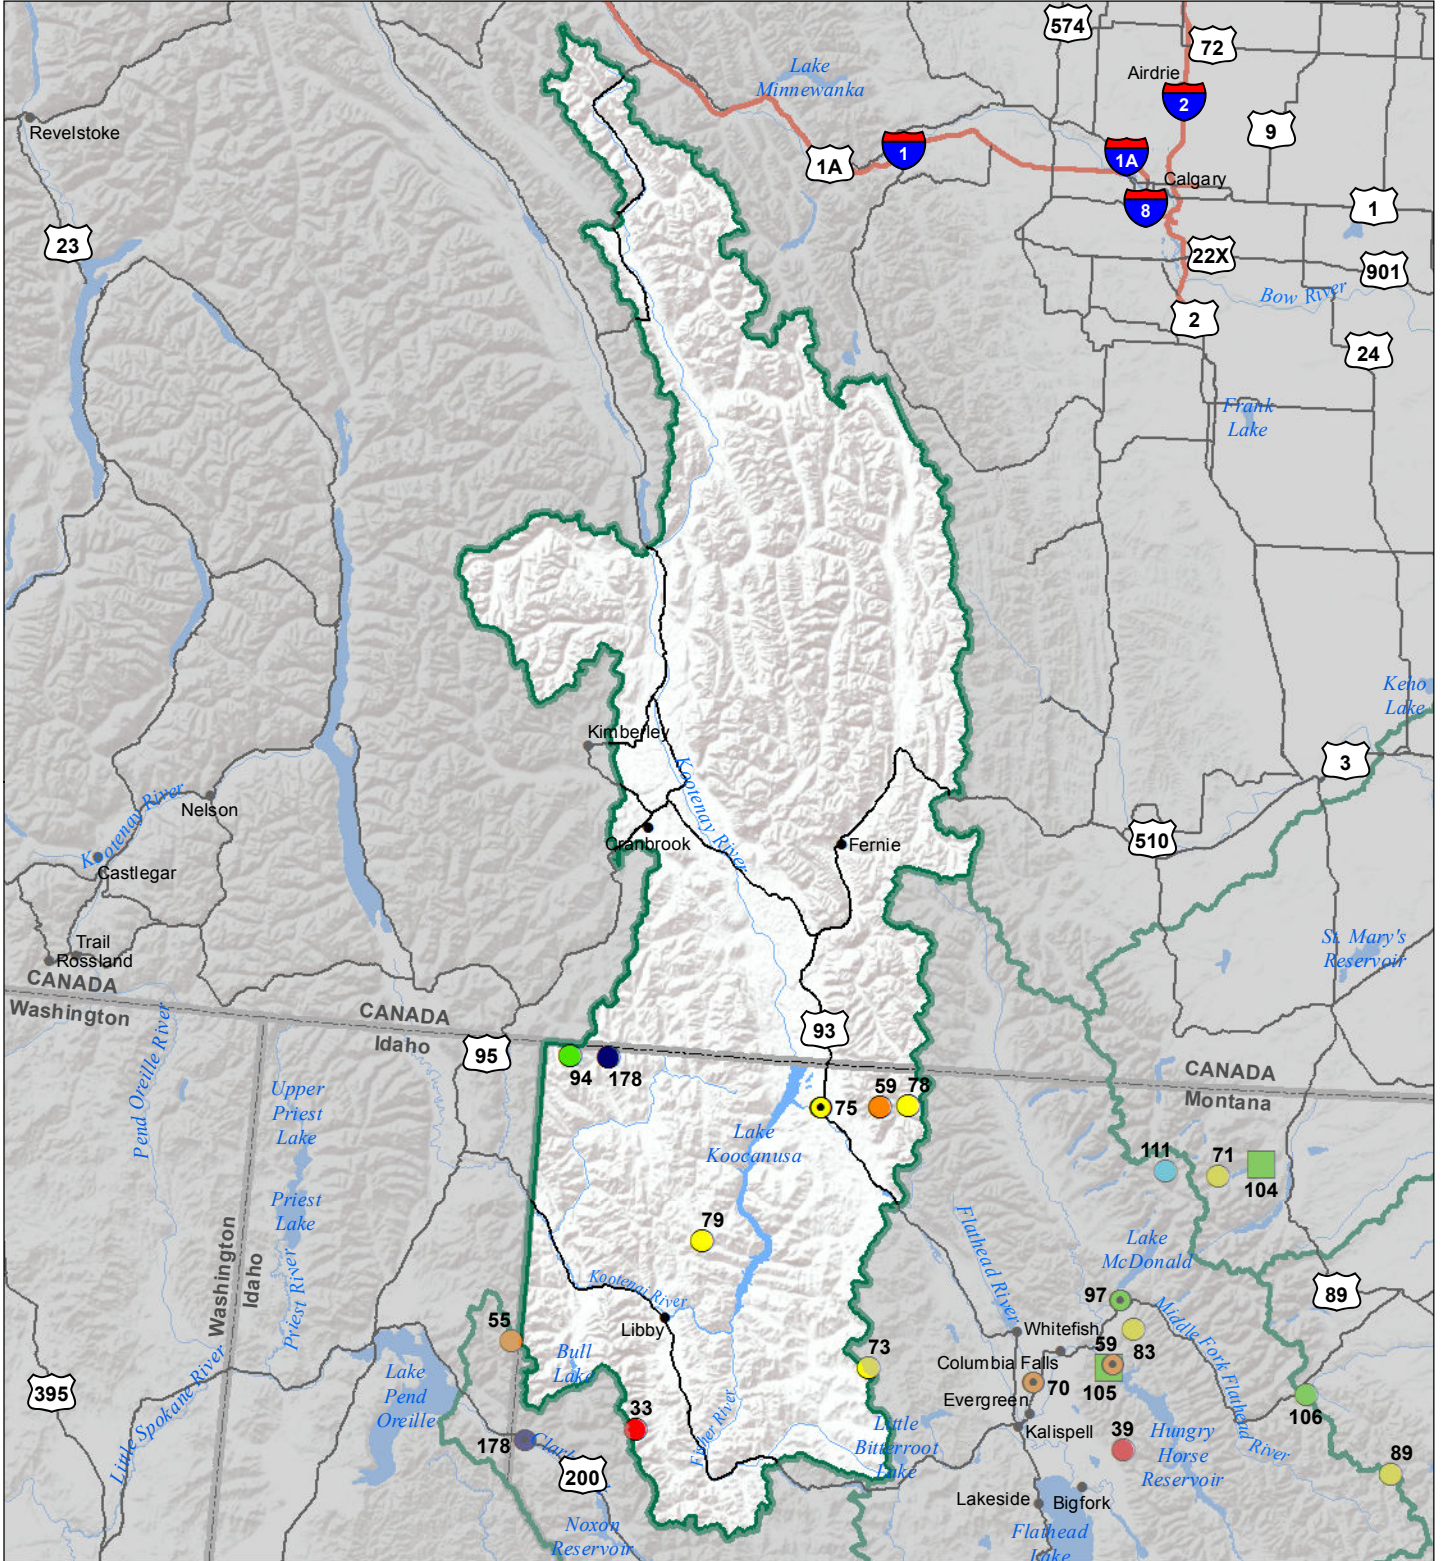 574
72
Airdrie
2
Lake
Minnewanka
9
Revelstoke
1
1A
1A
Calgary
8
1
23
22X
901
Bow River
2
24
Frank
Lake
Keho
Lake
Kimberley
3
Kootenay River
Nelson
Kootenay River
510
Cranbrook
Fernie
Castlegar
Trail
Rossland
St. Mary's
Reservoir
CANADA
Washington
CANADA
Idaho
95
93
CANADA
Montana
94
178
59
78
75
Pend Oreille River
Upper
Priest
Lake
Lake
Koocanusa
111
71
104
Priest
Lake
79
Flathead River
Lake
McDonald
Washington
Idaho
Priest River
Kootenai River
97
89
Middle Fork Flathead River
55
Libby
Whitefish
Bull
Lake
73
Columbia Falls
59
83
105
70
Lake
Pend
Oreille
395
Evergreen
106
Little Spokane River
33
Fisher River
Little
Bitterroot
Lake
Kalispell
39
Hungry
Horse
Reservoir
178
Clark
200
89
Lakeside
Bigfork
Noxon
Reservoir
Flathead
Lake